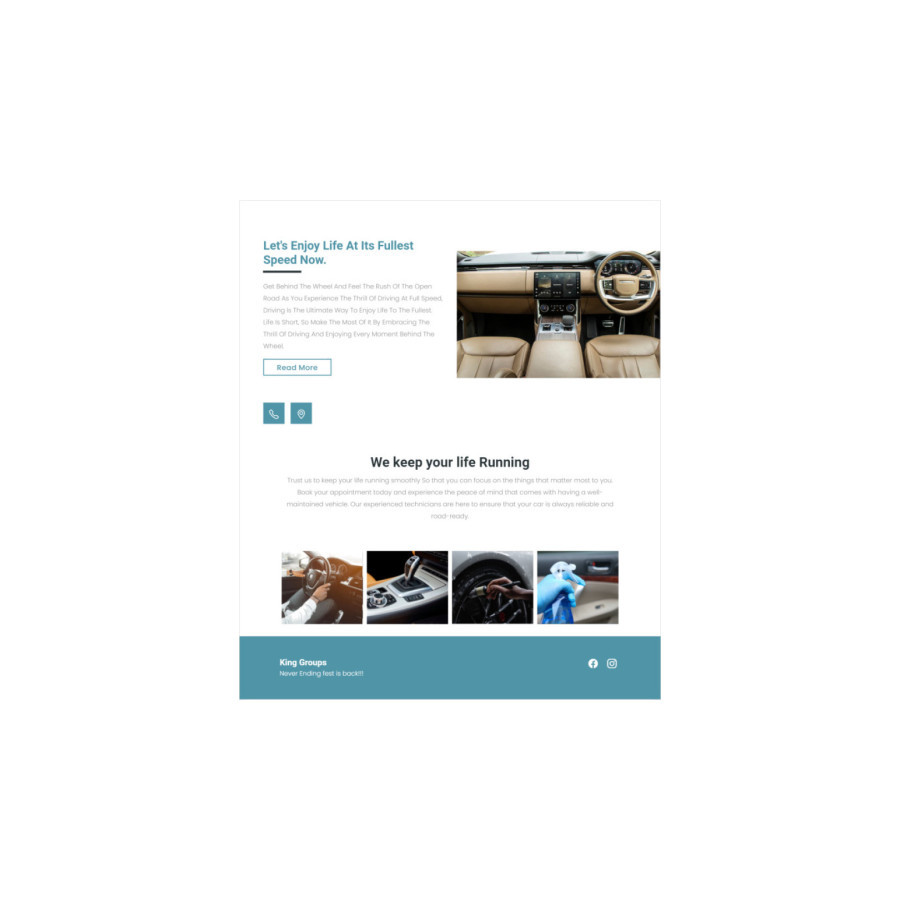 Let's Enjoy Life At Its Fullest
Speed Now.
Get Behind The Wheel And Feel The Rush Of The Open
Road As You Experience The Thrill Of Driving At Full Speed,
Driving Is The Ultimate Way To Enjoy Life To The Fullest.
Life Is Short, So Make The Most Of It By Embracing The
Thrill Of Driving And Enjoying Every Moment Behind The
Wheel.
Read More
We keep your life Running
Trust us to keep your life running smoothly So that you can focus on the things that matter most to you.
Book your appointment today and experience the peace of mind that comes with having a well-
maintained vehicle. Our experienced technicians are here to ensure that your car is always reliable and
road-ready.
King Groups
Never Ending fest is back!!!